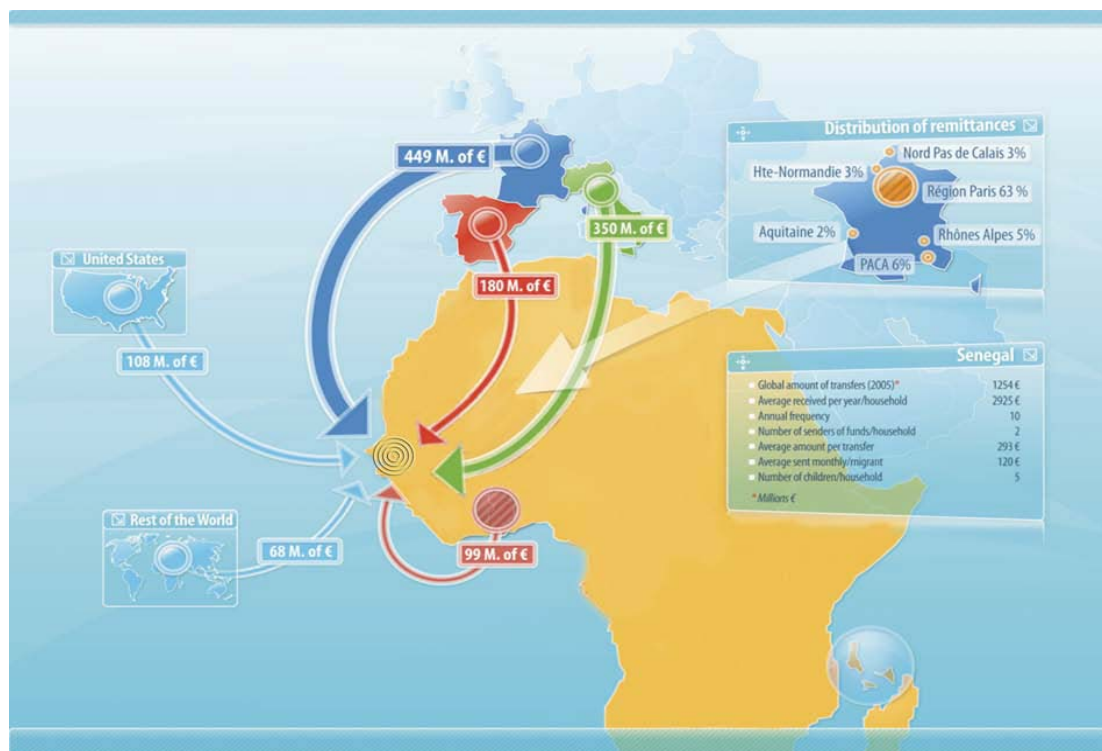 449 M. of €
350 M. of €
180 M. of €
United States
108 M. of €
Rest of the World
68 M. of €
99 M. of €
Distribution of remittances
Nord Pas de Calais 3%
Hte-Normandie 3%
Région Paris 63 %
Aquitaine 2%
Rhônes Alpes 5%
PACA 6%
Senegal
Global amount of transfers (2005)* 1254 €
Average received per year/household 2925 €
Annual frequency 10
Number of senders of funds/household 2
Average amount per transfer 293 €
Average sent monthly/migrant 120 €
Number of children/household 5
*Millions €